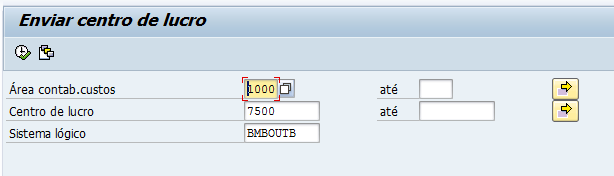 Enviar centro de lucro
Área contab.custos 1000 até
Centro de lucro 7500 até
Sistema lógico BMBOUTB